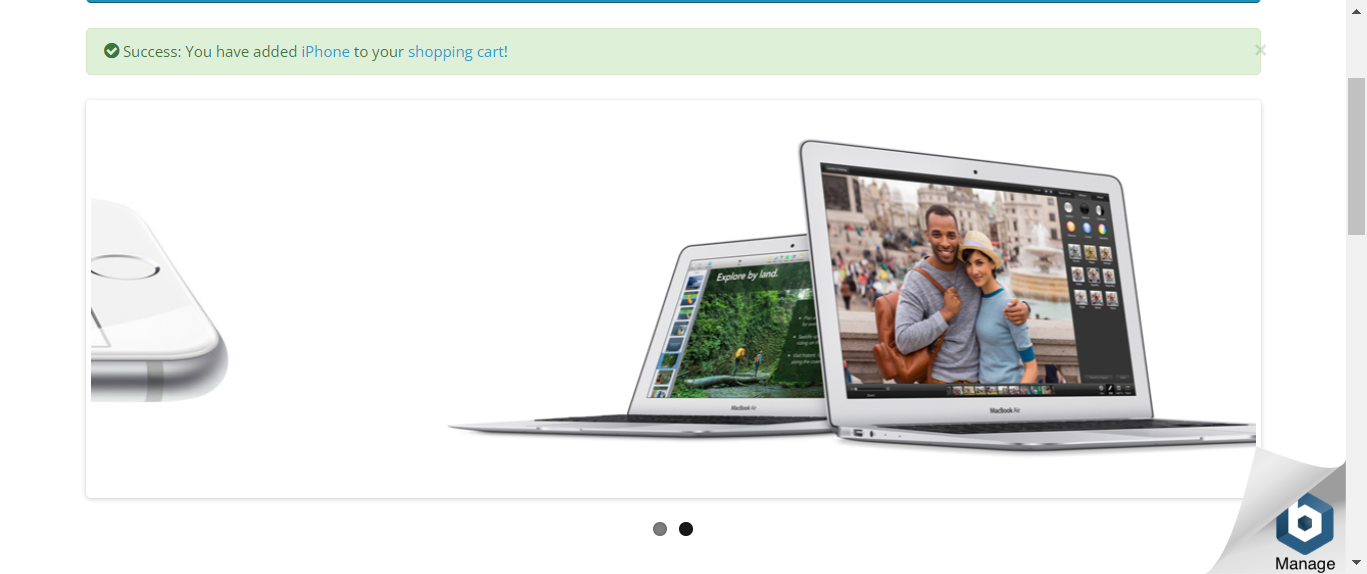 Success: You have added iPhone to your shopping cart!
×
Explore by land.
MacBook Air
MacBook Air
Manage